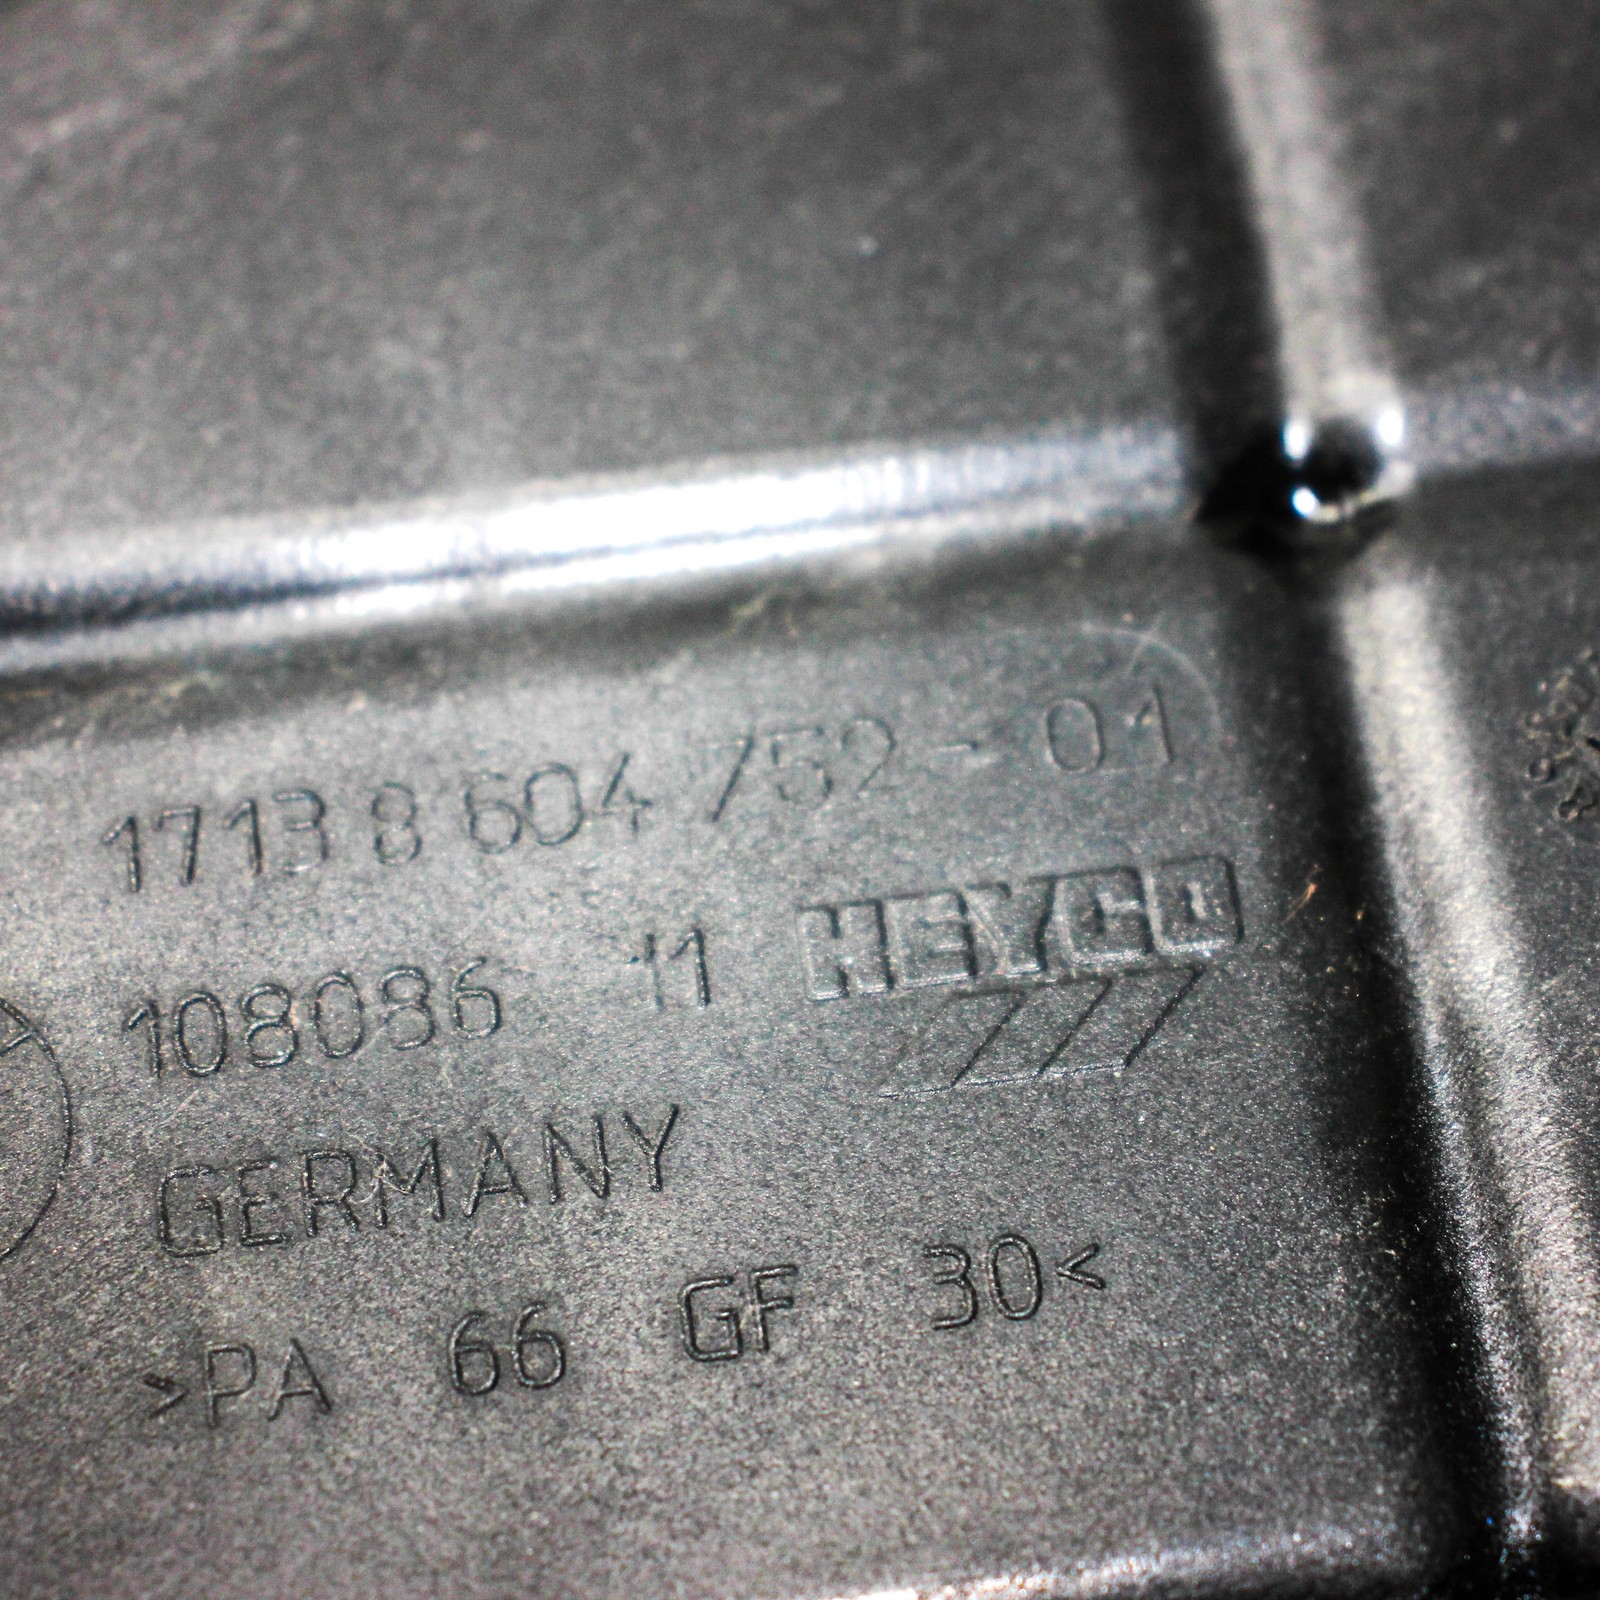 1713 8 604 752 - 01
108086 11 HEYCO
GERMANY
>PA 66 GF 30<